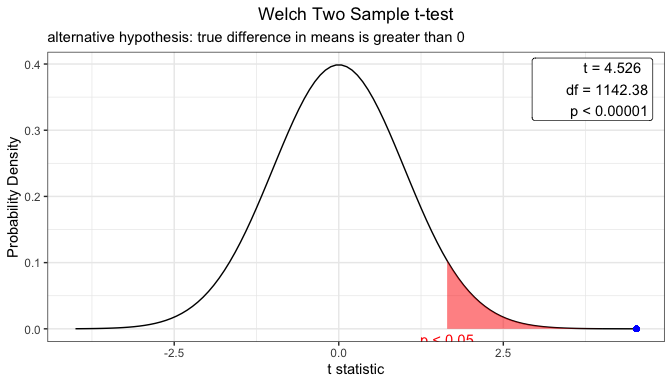 Welch Two Sample t-test
alternative hypothesis: true difference in means is greater than 0
t = 4.526
df = 1142.38
p < 0.00001
Probability Density
0.4
0.3
0.2
0.1
0.0
p < 0.05
-2.5
0.0
2.5
t statistic